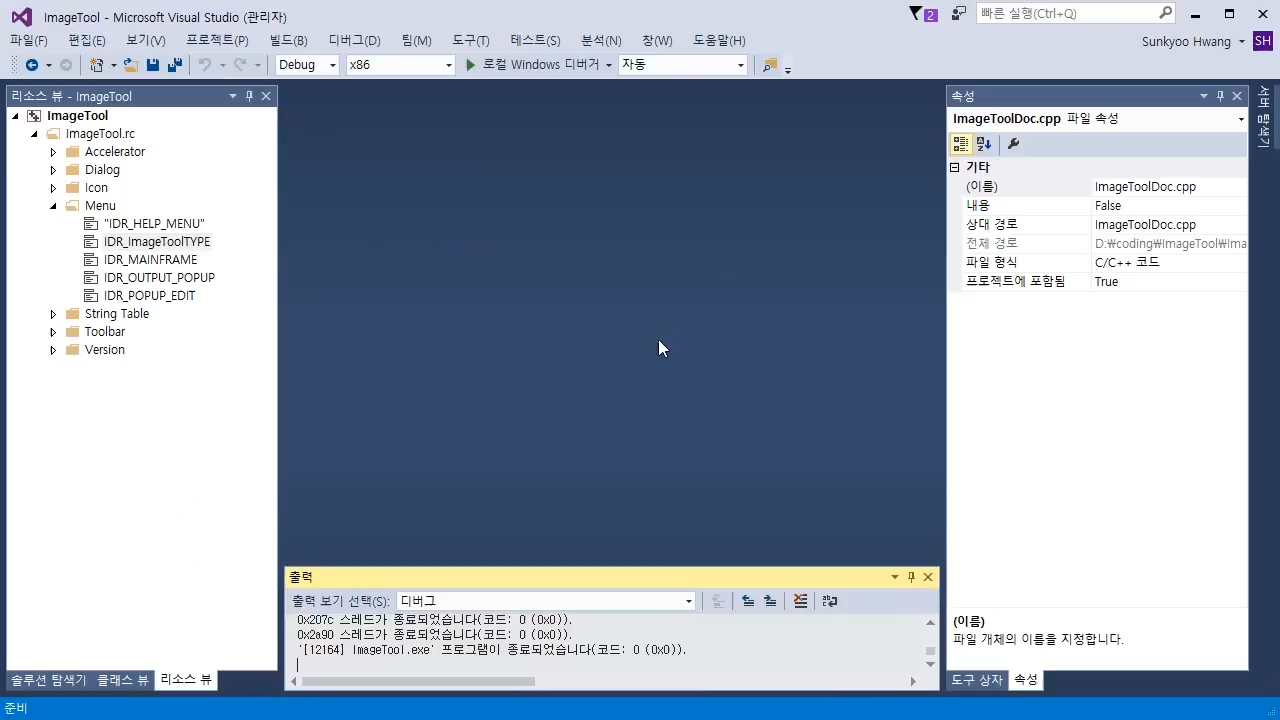 ImageTool - Microsoft Visual Studio (관리자)
2
빠른 실행(Ctrl+Q)
파일(F) 편집(E) 보기(V) 프로젝트(P) 빌드(B) 디버그(D) 팀(M) 도구(T) 테스트(S) 분석(N) 창(W) 도움말(H)
Sunkyoo Hwang
SH
Debug x86 로컬 Windows 디버거 자동
리소스 뷰 - ImageTool
ImageTool
ImageTool.rc
Accelerator
Dialog
Icon
Menu
"IDR_HELP_MENU"
IDR_ImageToolTYPE
IDR_MAINFRAME
IDR_OUTPUT_POPUP
IDR_POPUP_EDIT
String Table
Toolbar
Version
솔루션 탐색기 클래스 뷰 리소스 뷰
출력
출력 보기 선택(S): 디버그
0x207c 스레드가 종료되었습니다(코드: 0 (0x0)).
0x2a90 스레드가 종료되었습니다(코드: 0 (0x0)).
'[12164] ImageTool.exe' 프로그램이 종료되었습니다(코드: 0 (0x0)).
속성
ImageToolDoc.cpp 파일 속성
기타
(이름) ImageToolDoc.cpp
내용 False
상대 경로 ImageToolDoc.cpp
전체 경로 D:₩coding₩ImageTool₩Ima
파일 형식 C/C++ 코드
프로젝트에 포함됨 True
(이름)
파일 개체의 이름을 지정합니다.
도구 상자 속성
서버 탐색기
준비